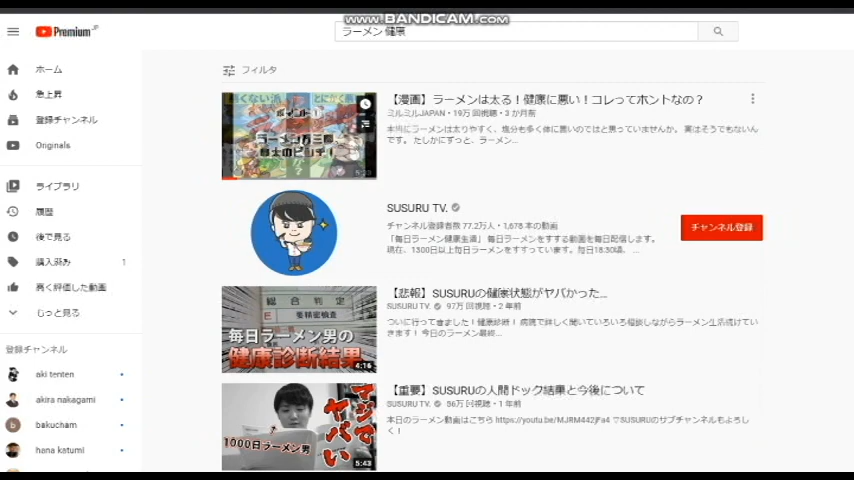 WWW.BANDICAM.COM
Premium JP
ラーメン 健康
ホーム
急上昇
登録チャンネル
Originals
ライブラリ
履歴
後で見る
購入済み 1
高く評価した動画
もっと見る
登録チャンネル
aki tenten
akira nakagami
bakucham
hana katumi
フィルタ
ポイント!
5:23
【漫画】ラーメンは太る!健康に悪い!コレってホントなの?
ミルミルJAPAN・19万 回視聴・3 か月前
本当にラーメンは太りやすく、塩分も多く体に悪いのではと思っていませんか。 実はそうでもないんで
す。 たしかにずっと、ラーメン...
SUSURU TV.
チャンネル登録者数 77.2万人・1,678 本の動画
「毎日ラーメン健康生活」 毎日ラーメンをすする動画を毎日配信します。
現在、1300日以上毎日ラーメンをすすっています。毎日18:30頃、 ...
チャンネル登録
総合判定
E 要精密検査
毎日ラーメン男の
健康診断結果
4:16
【悲報】SUSURUの健康状態がヤバかった...
SUSURU TV. 97万 回視聴・2 年前
ついに行って参りました!健康診断! 病院で詳しく聞いていろいろ相談しながらラーメン生活続けてい
きます! 今日のラーメン最終...
マジで
ヤバい
1000日ラーメン男
5:43
【重要】SUSURUの人間ドック結果と今後について
SUSURU TV. 56万 回視聴・1 年前
本日のラーメン動画はこちら https://youtu.be/MJRM442jPa4 ♡SUSURUのサブチャンネルもよろし
く!